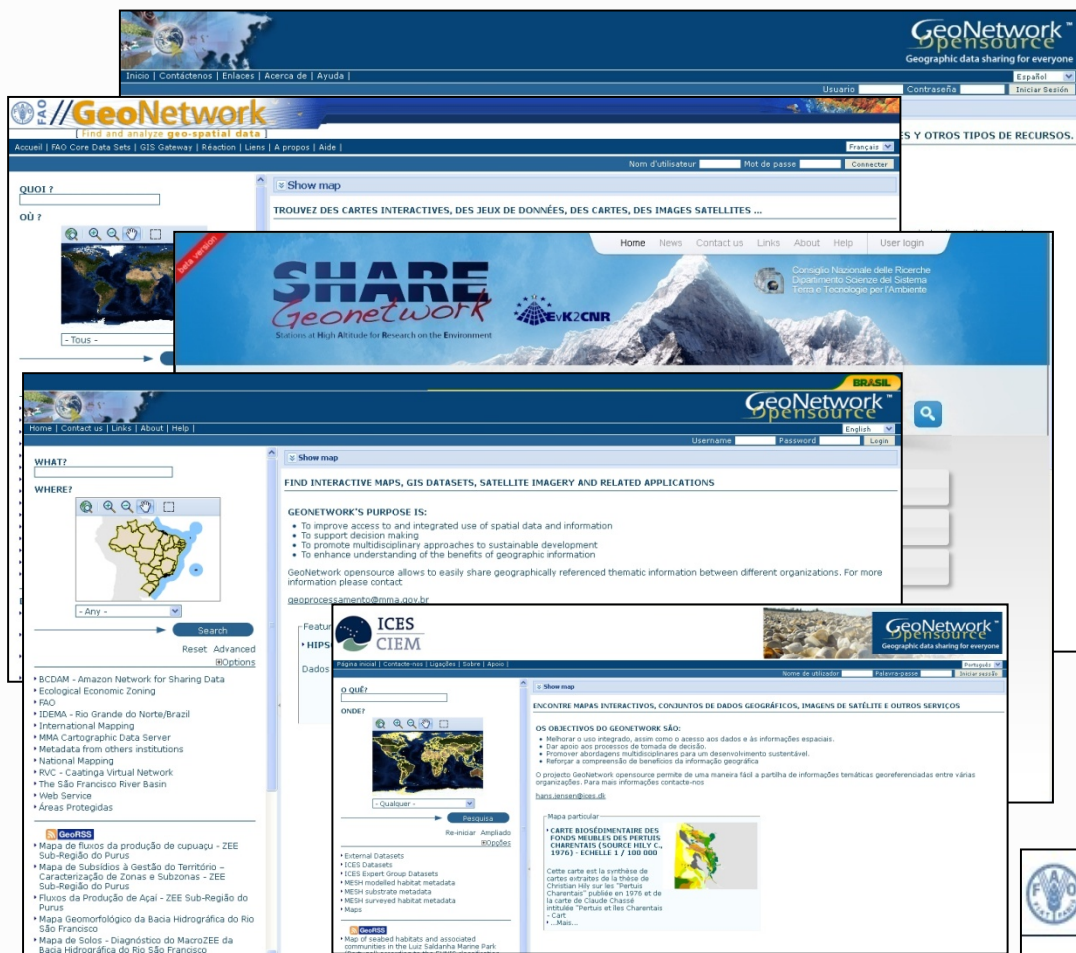 GeoNetwork™
Opensource
Geographic data sharing for everyone
Inicio | Contáctenos | Enlaces | Acerca de | Ayuda |
Español
Usuario
Contraseña
Iniciar Sesión
S Y OTROS TIPOS DE RECURSOS.
FAO
//GeoNetwork
[ Find and analyze geo-spatial data ]
Accueil | FAO Core Data Sets | GIS Gateway | Réaction | Liens | A propos | Aide |
Français
Nom d'utilisateur
Mot de passe
Connecter
QUOI ?
OÙ ?
- Tous -
Show map
TROUVEZ DES CARTES INTERACTIVES, DES JEUX DE DONNÉES, DES CARTES, DES IMAGES SATELLITES ...
beta version
Home News Contact us Links About Help User login
SHARE
Geonetwork
Stations at High Altitude for Research on the Environment
EvK2CNR
Consiglio Nazionale delle Ricerche
Dipartimento Scienze del Sistema
Terra e Tecnologie per l'Ambiente
BRASIL
GeoNetwork™
Opensource
Home | Contact us | Links | About | Help |
English
Username
Password
Login
WHAT?
WHERE?
- Any -
Search
Reset Advanced
Options
BCDAM - Amazon Network for Sharing Data
Ecological Economic Zoning
FAO
IDEMA - Rio Grande do Norte/Brazil
International Mapping
MMA Cartographic Data Server
Metadata from others institutions
National Mapping
RVC - Caatinga Virtual Network
The São Francisco River Basin
Web Service
Áreas Protegidas
GeoRSS
Mapa de fluxos da produção de cupuaçu - ZEE
Sub-Região do Purus
Mapa de Subsídios à Gestão do Território –
Caracterização de Zonas e Subzonas - ZEE
Sub-Região do Purus
Fluxos da Produção de Açaí - ZEE Sub-Região do
Purus
Mapa Geomorfológico da Bacia Hidrográfica do Rio
São Francisco
Mapa de Solos - Diagnóstico do MacroZEE da
Bacia Hidrográfica do Rio São Francisco
Show map
FIND INTERACTIVE MAPS, GIS DATASETS, SATELLITE IMAGERY AND RELATED APPLICATIONS
GEONETWORK'S PURPOSE IS:
To improve access to and integrated use of spatial data and information
To support decision making
To promote multidisciplinary approaches to sustainable development
To enhance understanding of the benefits of geographic information
GeoNetwork opensource allows to easily share geographically referenced thematic information between different organizations. For more
information please contact
geoprocessamento@mma.gov.br
Featur
HIPS
Dados
ICES
CIEM
GeoNetwork™
Opensource
Geographic data sharing for everyone
Página inicial | Contacte-nos | Ligações | Sobre | Apoio |
Português
Nome de utilizador
Palavra-passe
Iniciar sessão
O QUÊ?
ONDE?
- Qualquer -
Pesquisa
Re-iniciar Ampliado
Opções
External Datasets
ICES Datasets
ICES Expert Group Datasets
MESH modelled habitat metadata
MESH substrate metadata
MESH surveyed habitat metadata
Maps
GeoRSS
Map of seabed habitats and associated
communities in the Luiz Saldanha Marine Park
Show map
ENCONTRE MAPAS INTERACTIVOS, CONJUNTOS DE DADOS GEOGRÁFICOS, IMAGENS DE SATÉLITE E OUTROS SERVIÇOS
OS OBJECTIVOS DO GEONETWORK SÃO:
Melhorar o uso integrado, assim como o acesso aos dados e às informações espaciais.
Dar apoio aos processos de tomada de decisão.
Promover abordagens multidisciplinares para um desenvolvimento sustentável.
Reforçar a compreensão de benefícios da informação geográfica
O projecto GeoNetwork opensource permite de uma maneira fácil a partilha de informações temáticas georeferenciadas entre várias
organizações. Para mais informações contacte-nos
hans.jensen@ices.dk
Mapa particular
CARTE BIOSÉDIMENTAIRE DES
FONDS MEUBLES DES PERTUIS
CHARENTAIS (SOURCE HILY C.,
1976) - ECHELLE 1 / 100 000
Cette carte est la synthèse de
cartes extraites de la thèse de
Christian Hily sur les "Pertuis
Charentais" publiée en 1976 et de
la carte de Claude Chassé
intitulée "Pertuis et îles Charentais
- Cart
...Mais...